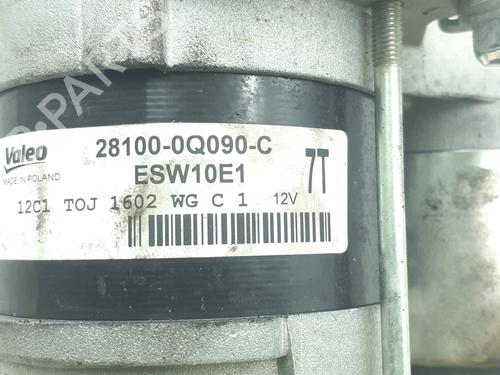 Valeo
MADE IN POLAND
28100-0Q090-C
ESW10E1
7T
12C1 TOJ 1602 WG C 1 12V